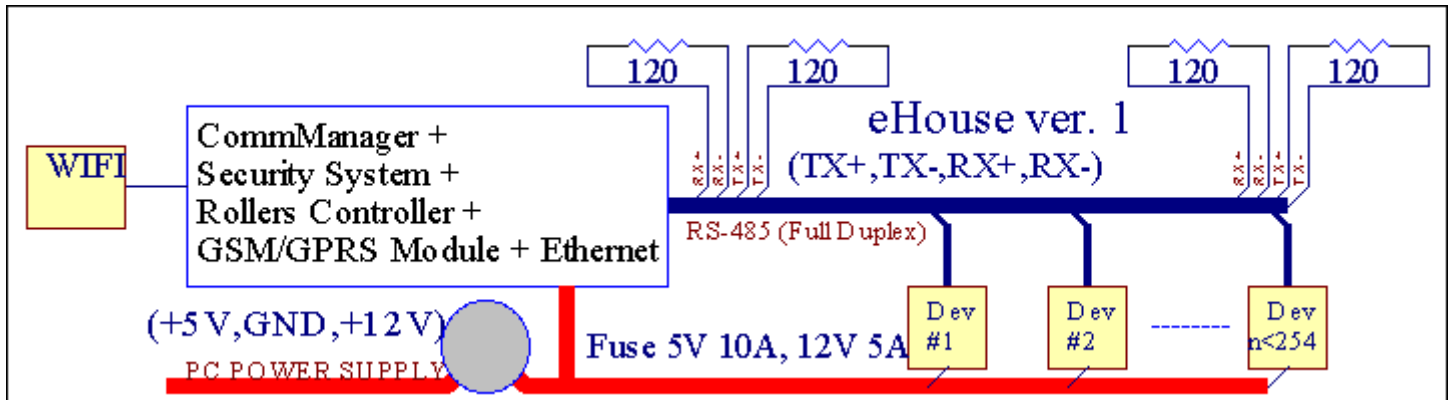 120
120
120
120
eHouse ver. 1
(TX+,TX-,RX+,RX-)
RX+
RX-
TX+
TX-
RX+
RX-
TX+
TX-
WIFI
CommManager +
Security System +
Rollers Controller +
GSM/GPRS Module + Ethernet
RS-485 (Full Duplex)
(+5V,GND,+12V)
PC POWER SUPPLY
Fuse 5V 10A, 12V 5A
Dev
#1
Dev
#2
Dev
n<254